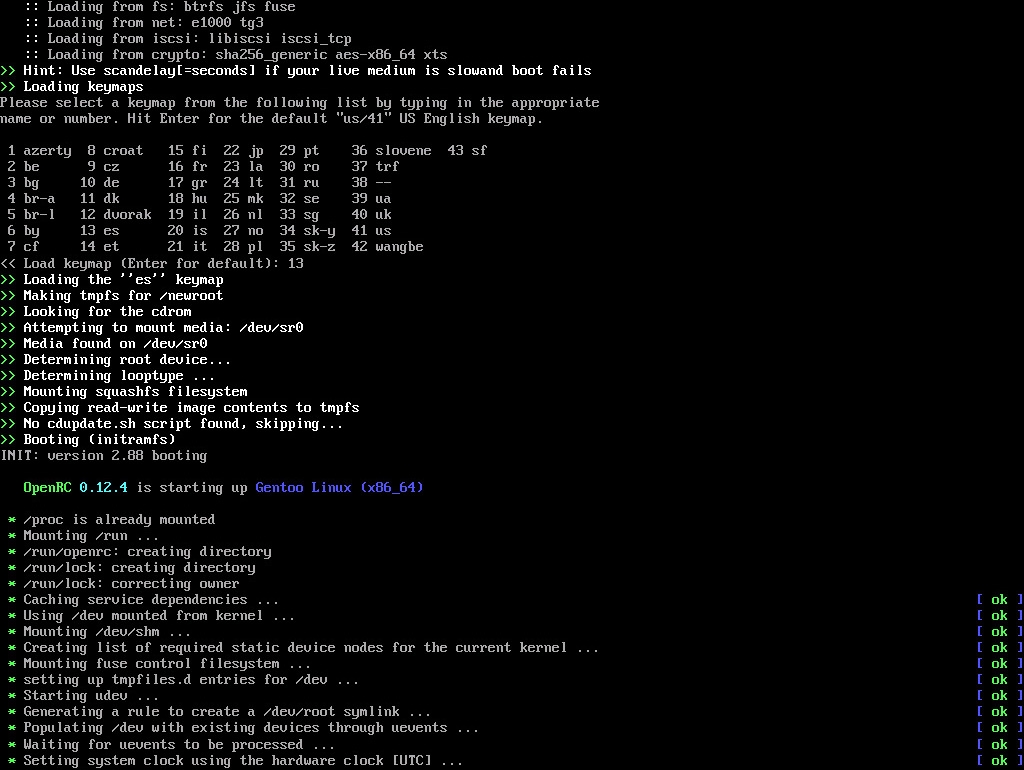 :: Loading from fs: btrfs jfs fuse
:: Loading from net: e1000 tg3
:: Loading from iscsi: libiscsi iscsi_tcp
:: Loading from crypto: sha256_generic aes-x86_64 xts
>> Hint: Use scandelay[=seconds] if your live medium is slowand boot fails
>> Loading keymaps
Please select a keymap from the following list by typing in the appropriate
name or number. Hit Enter for the default "us/41" US English keymap.
1 azerty  8 croat   15 fi  22 jp  29 pt    36 slovene  43 sf
2 be      9 cz      16 fr  23 la  30 ro    37 trf
3 bg     10 de      17 gr  24 lt  31 ru    38 --
4 br-a   11 dk      18 hu  25 mk  32 se    39 ua
5 br-l   12 dvorak  19 il  26 nl  33 sg    40 uk
6 by     13 es      20 is  27 no  34 sk-y  41 us
7 cf     14 et      21 it  28 pl  35 sk-z  42 wangbe
<< Load keymap (Enter for default): 13
>> Loading the ''es'' keymap
>> Making tmpfs for /newroot
>> Looking for the cdrom
>> Attempting to mount media: /dev/sr0
>> Media found on /dev/sr0
>> Determining root device...
>> Determining looptype ...
>> Mounting squashfs filesystem
>> Copying read-write image contents to tmpfs
>> No cdupdate.sh script found, skipping...
>> Booting (initramfs)
INIT: version 2.88 booting
OpenRC 0.12.4 is starting up Gentoo Linux (x86_64)
* /proc is already mounted
* Mounting /run ...
* /run/openrc: creating directory
* /run/lock: creating directory
* /run/lock: correcting owner
* Caching service dependencies ... [ ok ]
* Using /dev mounted from kernel ... [ ok ]
* Mounting /dev/shm ... [ ok ]
* Creating list of required static device nodes for the current kernel ... [ ok ]
* Mounting fuse control filesystem ... [ ok ]
* setting up tmpfiles.d entries for /dev ... [ ok ]
* Starting udev ... [ ok ]
* Generating a rule to create a /dev/root symlink ... [ ok ]
* Populating /dev with existing devices through uevents ... [ ok ]
* Waiting for uevents to be processed ... [ ok ]
* Setting system clock using the hardware clock [UTC] ... [ ok ]